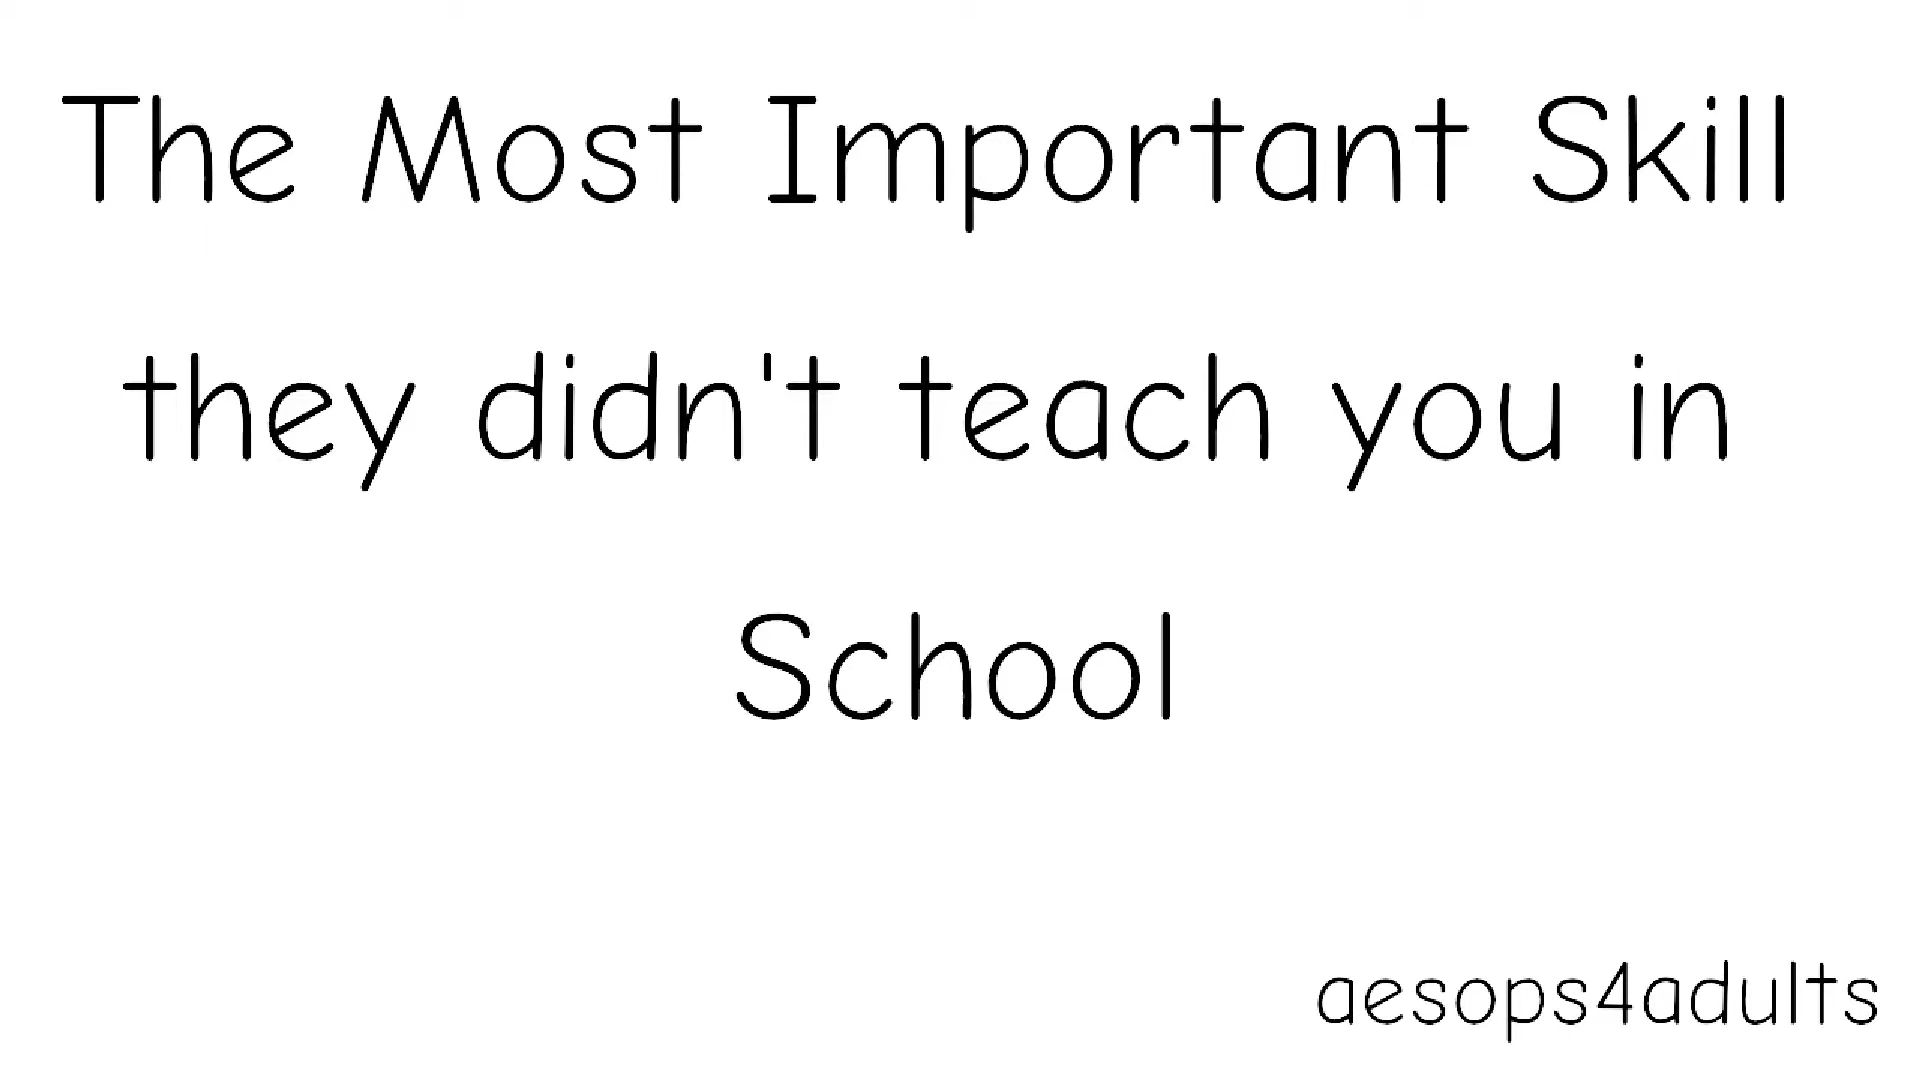 The Most Important Skill
they didn't teach you in
School
aesops4adults